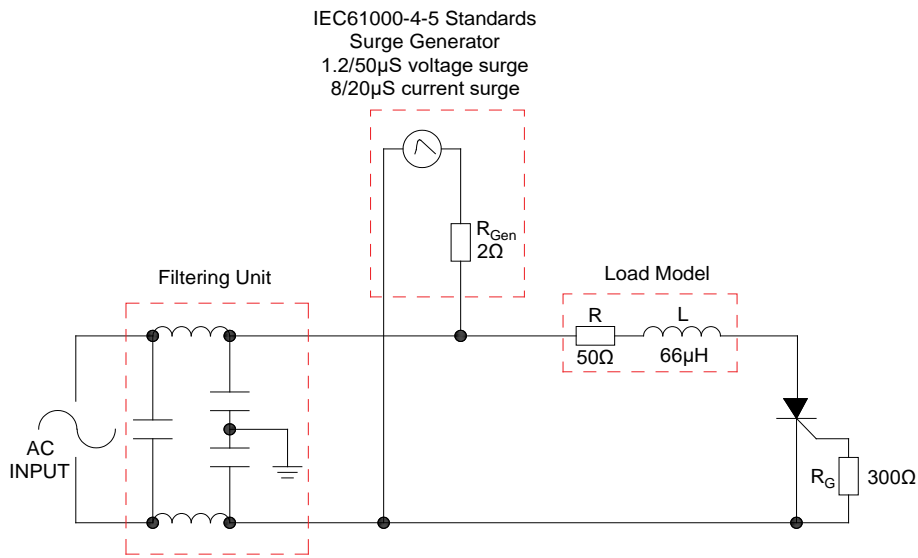 IEC61000-4-5 Standards
Surge Generator
1.2/50µS voltage surge
8/20µS current surge
R_Gen
2Ω
Filtering Unit
Load Model
R
L
50Ω
66µH
AC
INPUT
R_G
300Ω